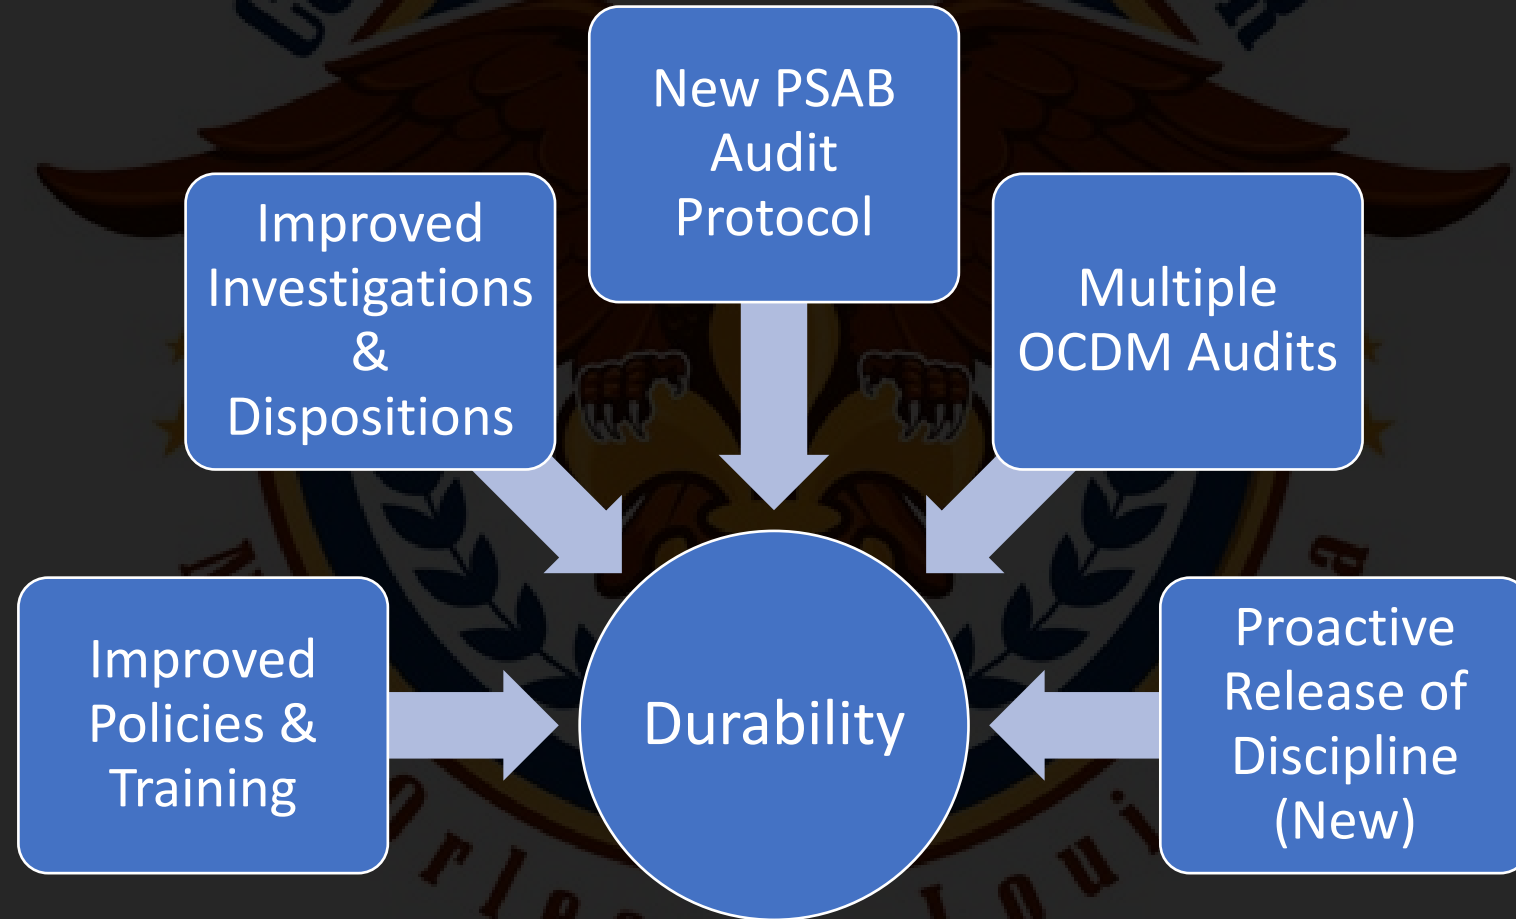 New PSAB
Audit
Protocol
Improved
Investigations
&
Dispositions
Multiple
OCDM Audits
Improved
Policies &
Training
Durability
Proactive
Release of
Discipline
(New)